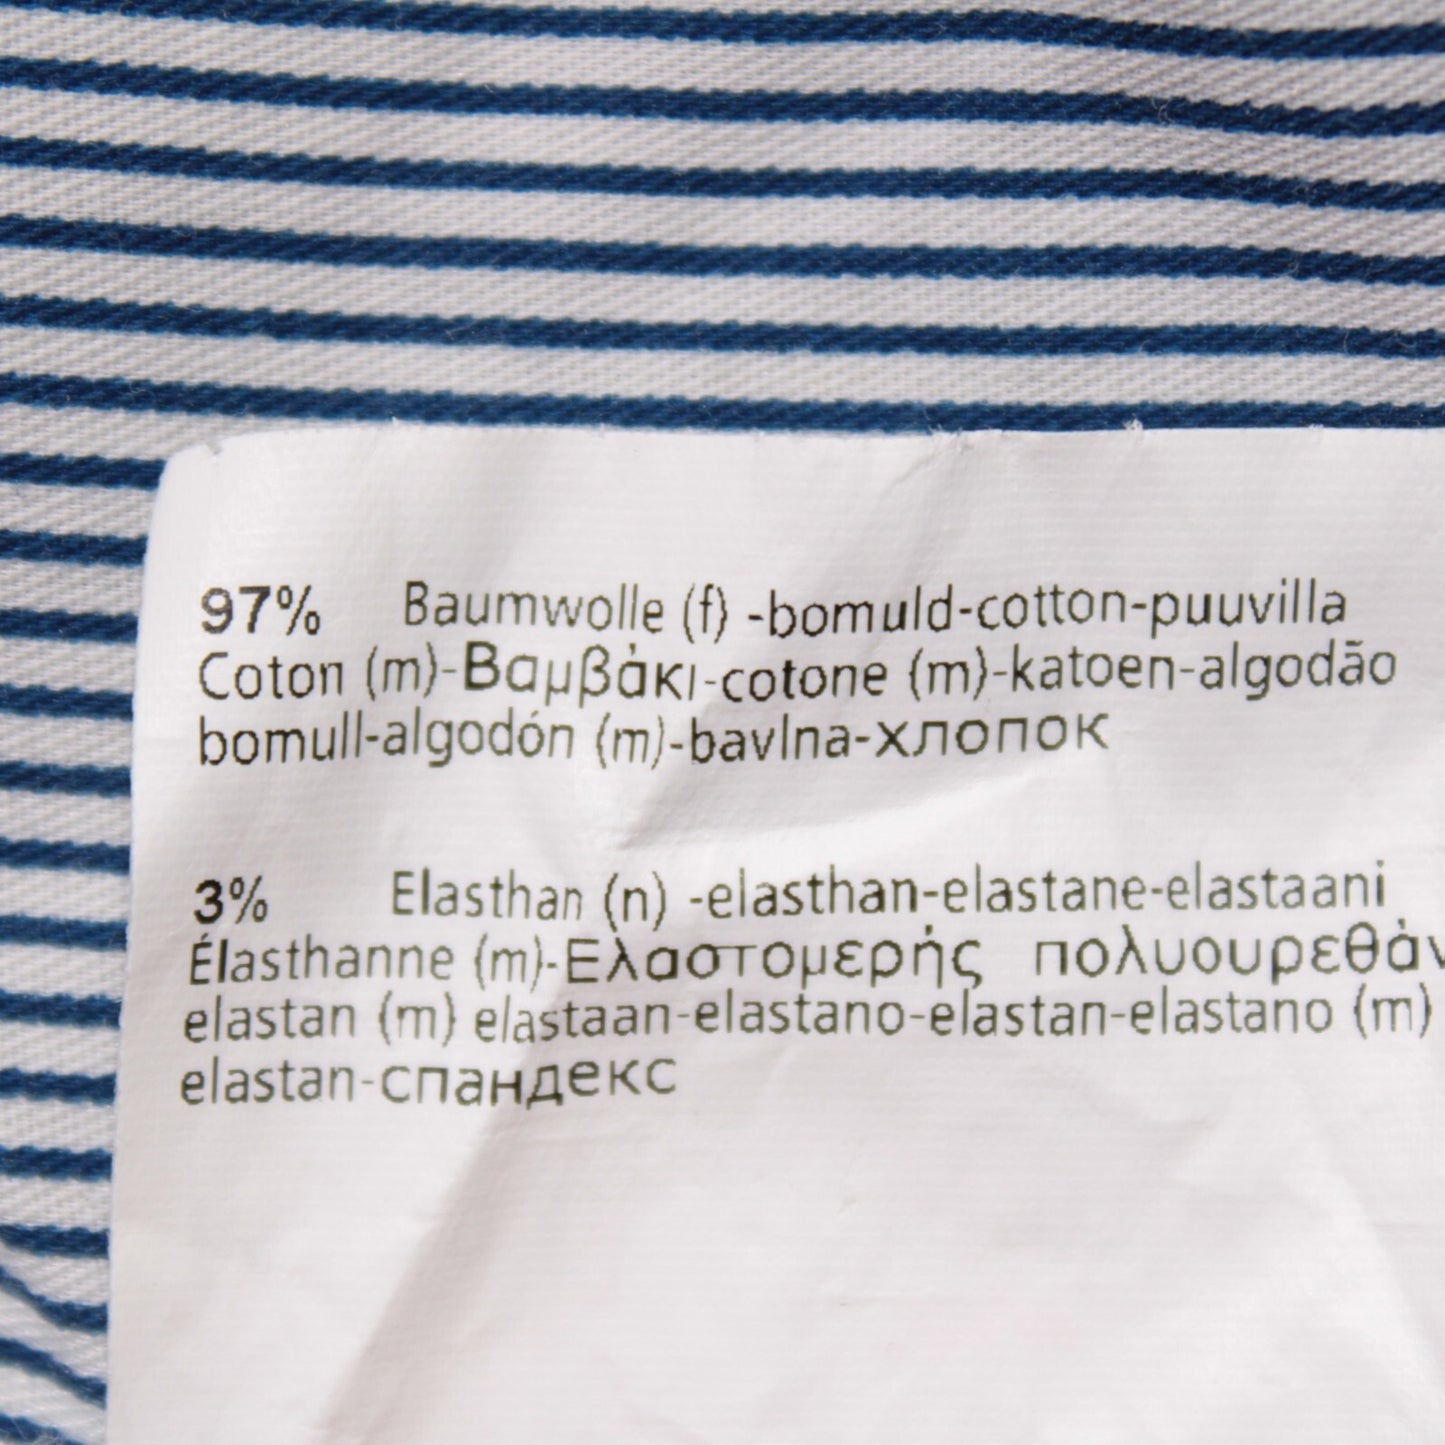 97% Baumwolle (f) -bomuld-cotton-puuvilla
Coton (m)-Βαμβάκι-cotone (m)-katoen-algodão
bomull-algodón (m)-bavlna-хлопок
3% Elasthan (n) -elasthan-elastane-elastaani
Élasthanne (m)-Ελαστομερής
elastan (m) elastaan-elastano-elastan-elastano (m)
elastan-спандекс